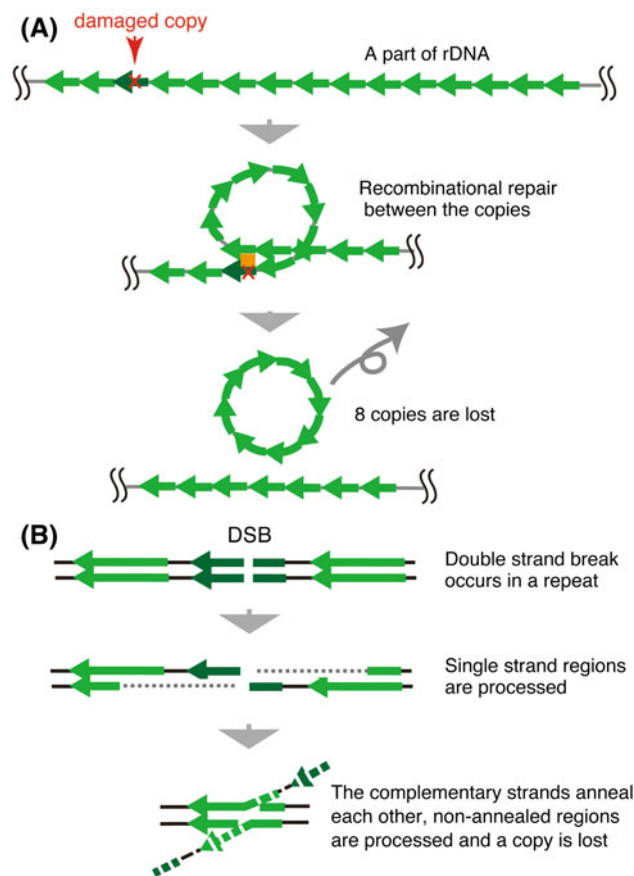 (A)
damaged copy
A part of rDNA
Recombinational repair
between the copies
8 copies are lost
(B)
DSB
Double strand break
occurs in a repeat
Single strand regions
are processed
The complementary strands anneal
each other, non-annealed regions
are processed and a copy is lost